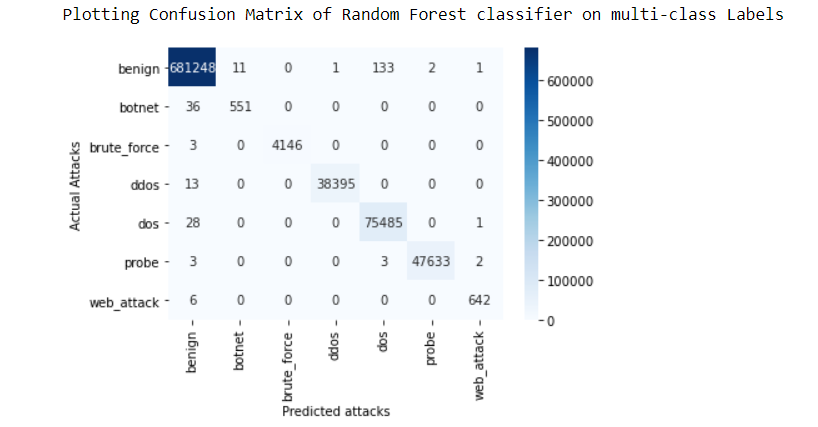 Plotting Confusion Matrix of Random Forest classifier on multi-class Labels
benign 681248 11 0 1 133 2 1
botnet 36 551 0 0 0 0 0
brute_force 3 0 4146 0 0 0 0
ddos 13 0 0 38395 0 0 0
dos 28 0 0 0 75485 0 1
probe 3 0 0 0 3 47633 2
web_attack 6 0 0 0 0 0 642
benign botnet brute_force ddos dos probe web_attack
Actual Attacks
Predicted attacks
600000
500000
400000
300000
200000
100000
0